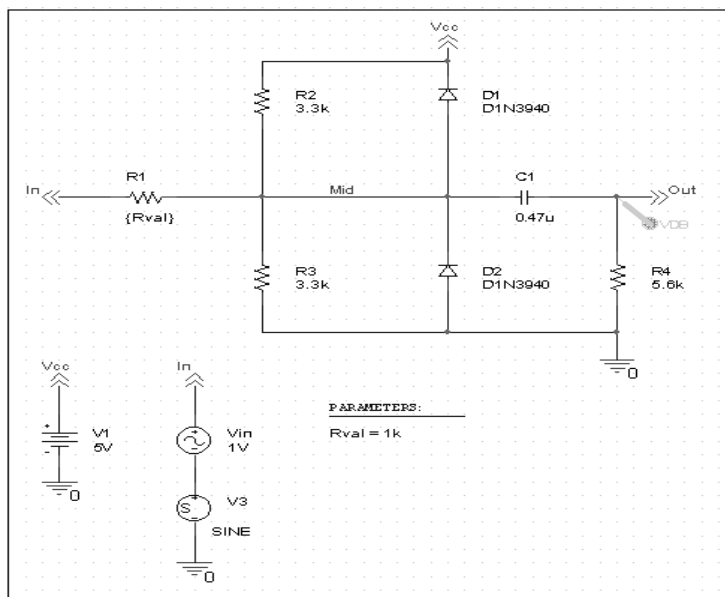 Vcc
R2
3.3k
D1
D1N3940
In
R1
{Rval}
Mid
C1
0.47u
Out
VDB
R3
3.3k
D2
D1N3940
R4
5.6k
0
Vcc
In
V1
5V
0
Vin
1V
V3
S
SINE
0
PARAMETERS:
Rval = 1k